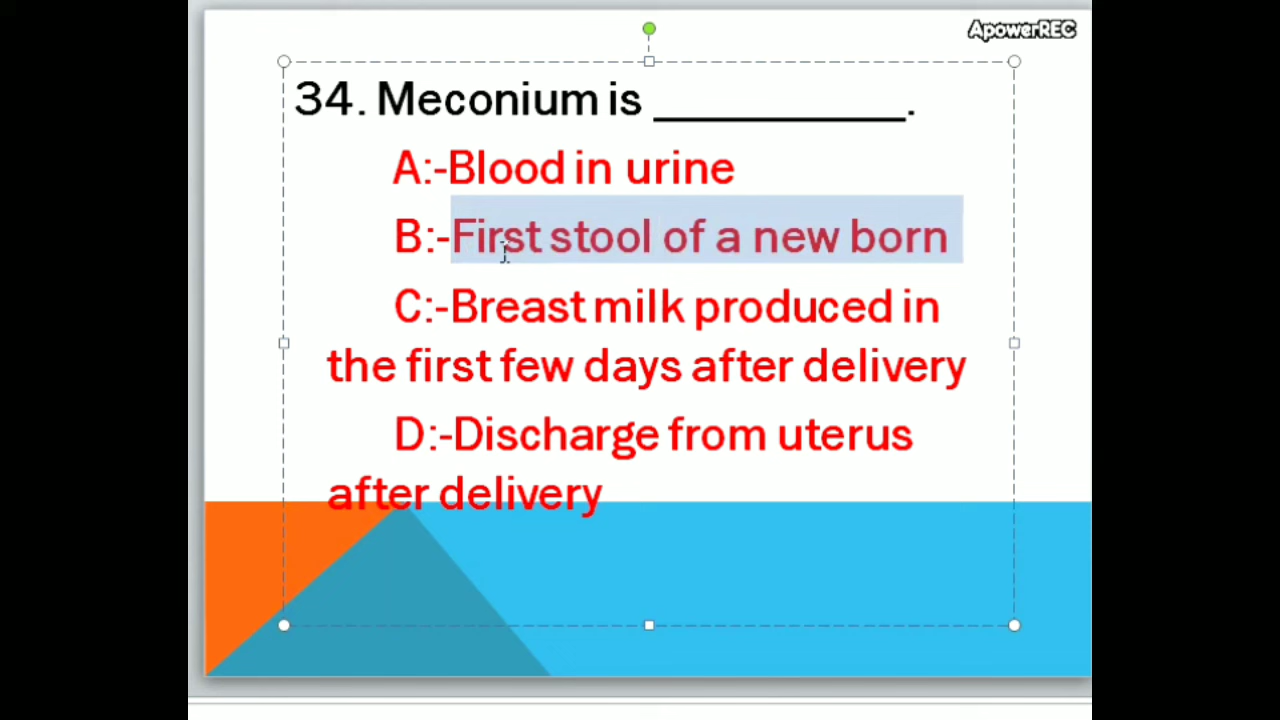 ApowerREC
34. Meconium is ___________.
A:-Blood in urine
B:-First stool of a new born
C:-Breast milk produced in
the first few days after delivery
D:-Discharge from uterus
after delivery